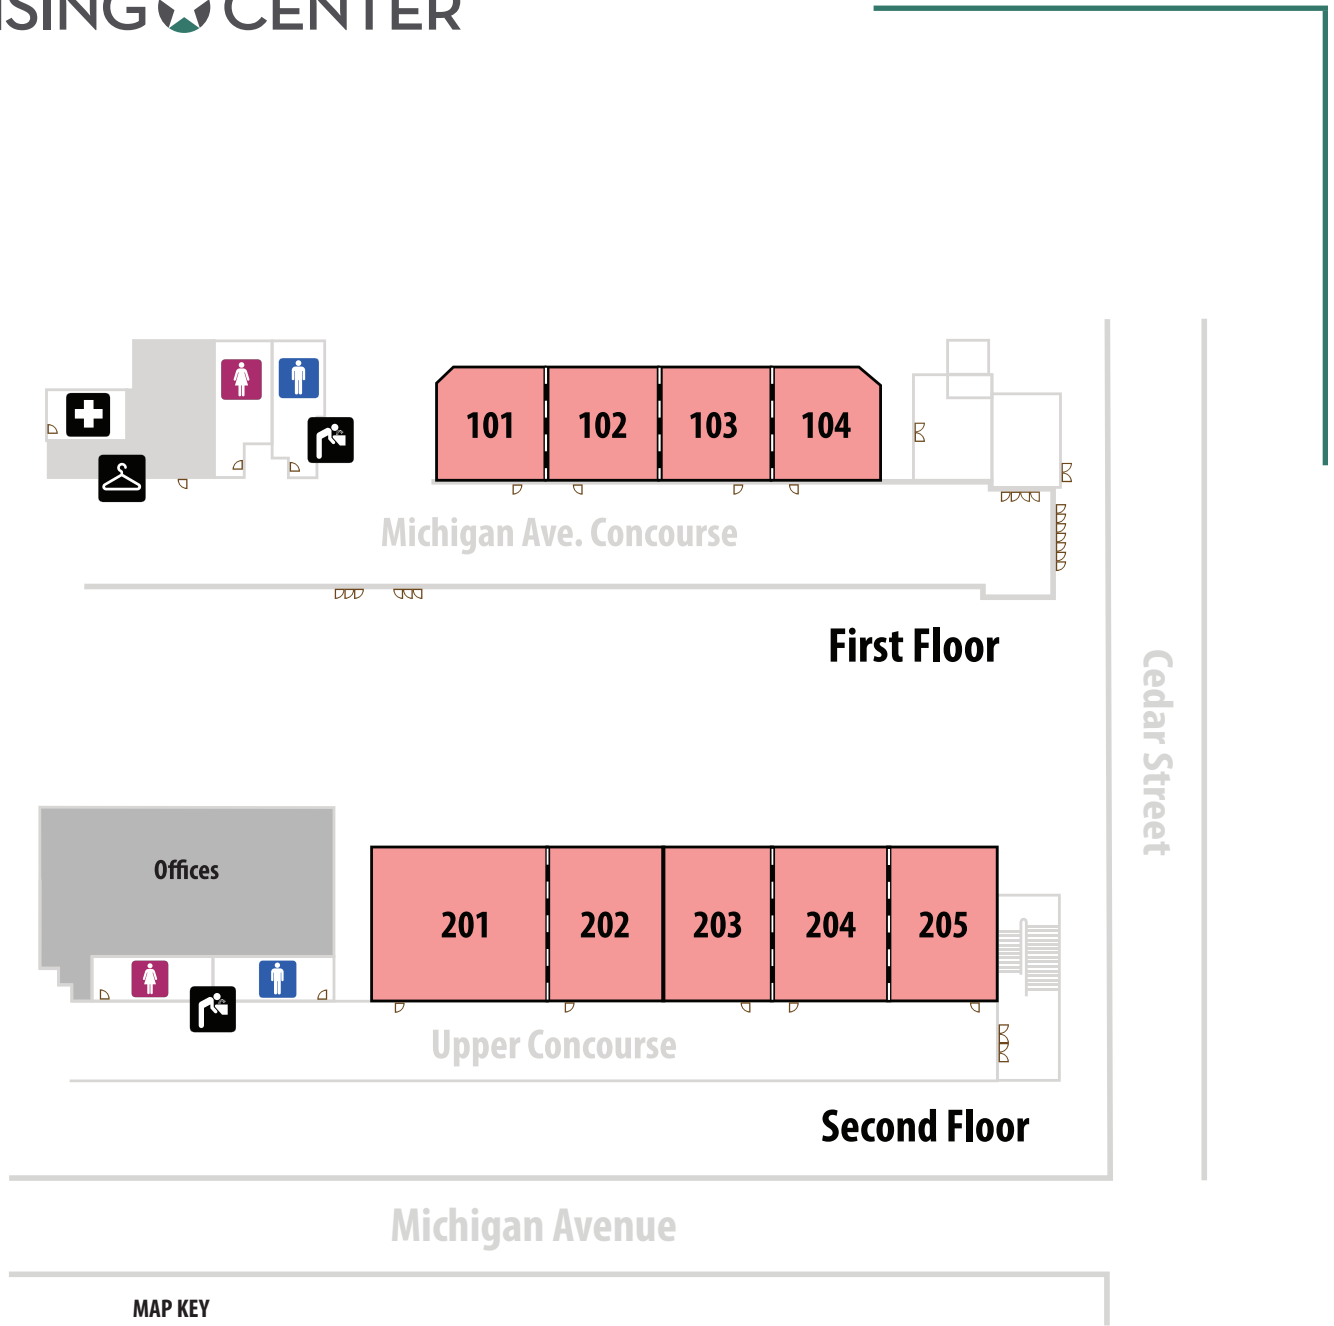 CENTER
101 102 103 104
Michigan Ave. Concourse
First Floor
Cedar Street
Offices
201 202 203 204 205
Upper Concourse
Second Floor
Michigan Avenue
MAP KEY